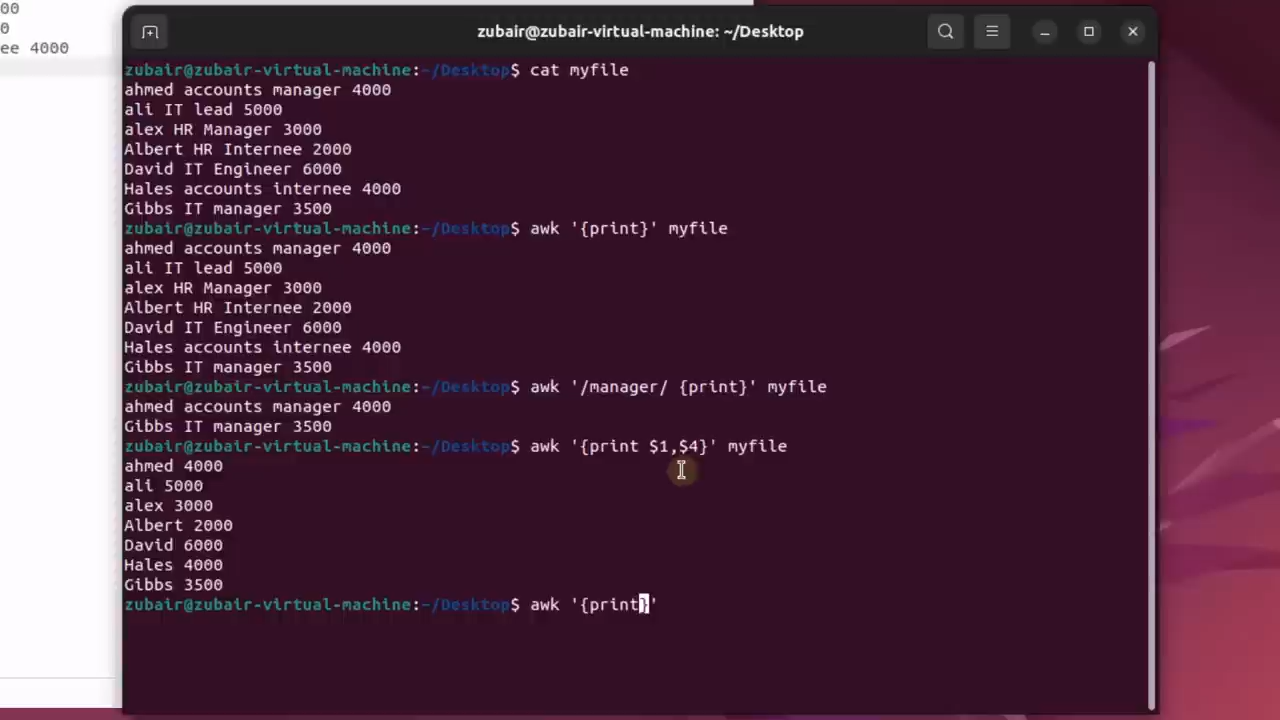 00
0
ee 4000
zubair@zubair-virtual-machine: ~/Desktop
zubair@zubair-virtual-machine:~/Desktop$ cat myfile
ahmed accounts manager 4000
ali IT lead 5000
alex HR Manager 3000
Albert HR Internee 2000
David IT Engineer 6000
Hales accounts internee 4000
Gibbs IT manager 3500
zubair@zubair-virtual-machine:~/Desktop$ awk '{print}' myfile
ahmed accounts manager 4000
ali IT lead 5000
alex HR Manager 3000
Albert HR Internee 2000
David IT Engineer 6000
Hales accounts internee 4000
Gibbs IT manager 3500
zubair@zubair-virtual-machine:~/Desktop$ awk '/manager/ {print}' myfile
ahmed accounts manager 4000
Gibbs IT manager 3500
zubair@zubair-virtual-machine:~/Desktop$ awk '{print $1,$4}' myfile
ahmed 4000
ali 5000
alex 3000
Albert 2000
David 6000
Hales 4000
Gibbs 3500
zubair@zubair-virtual-machine:~/Desktop$ awk '{print}'